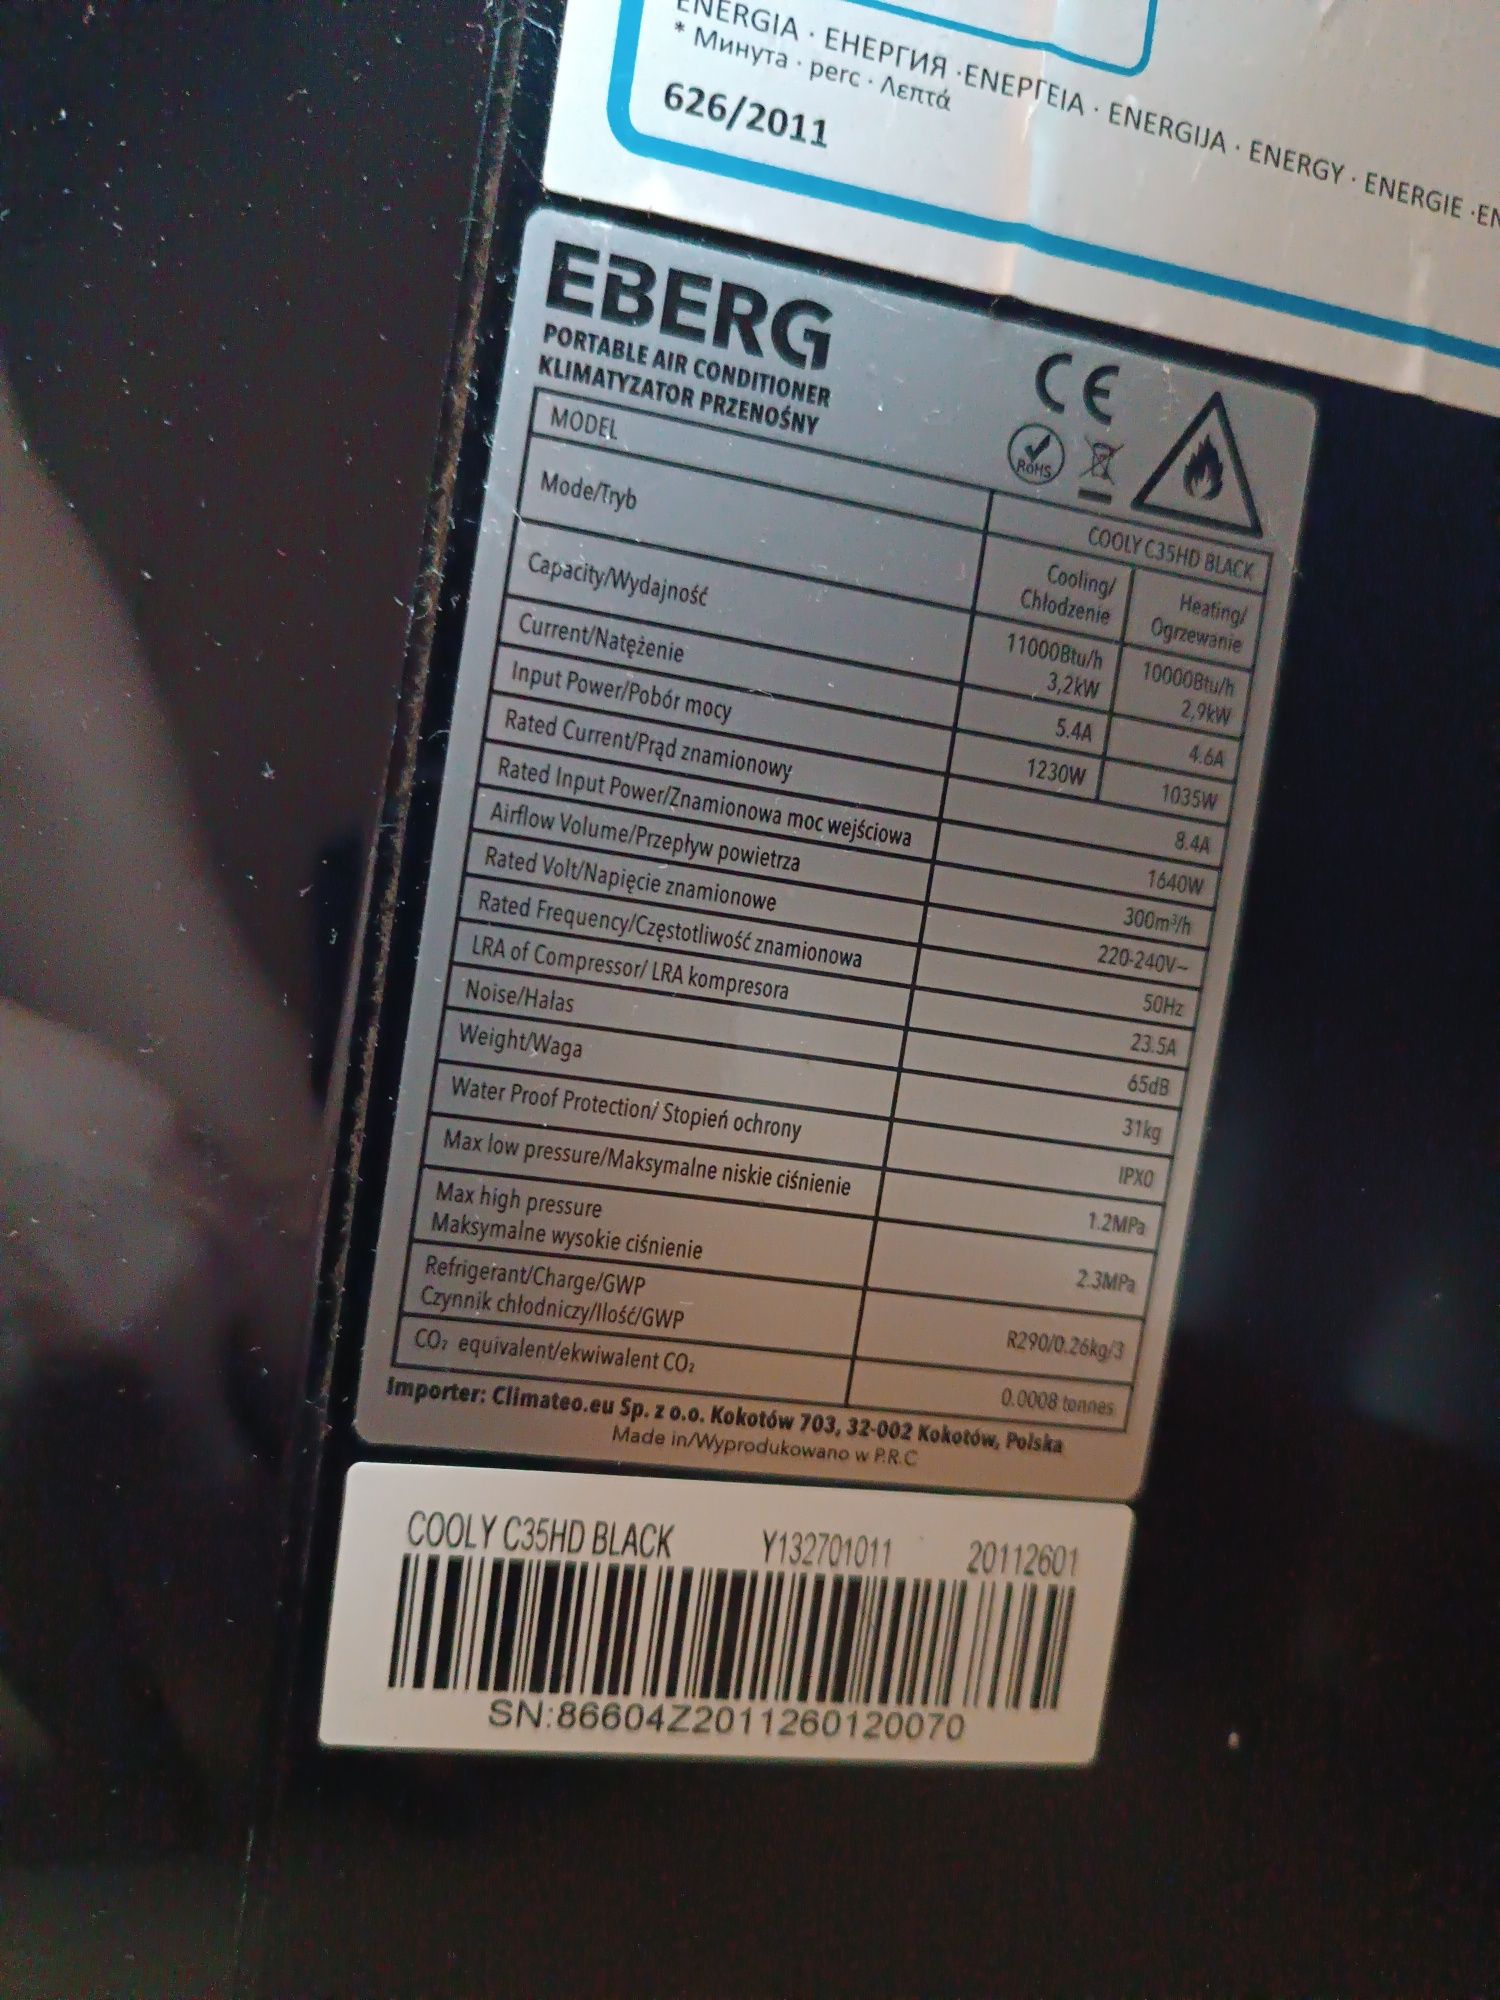 ENERGIA · ЕНЕРГИЯ ·ΕΝΕΡΓΕΙΑ · ENERGIJA · ENERGY · ENERGIE ·EN
* Минута · perc · Λεπτά
626/2011
EBERG
PORTABLE AIR CONDITIONER
KLIMATYZATOR PRZENOŚNY
CE
RoHS
MODEL COOLY C35HD BLACK
Mode/Tryb Cooling/ Chłodzenie Heating/ Ogrzewanie
Capacity/Wydajność 11000Btu/h 3,2kW 10000Btu/h 2,9kW
Current/Natężenie 5.4A 4.6A
Input Power/Pobór mocy 1230W 1035W
Rated Current/Prąd znamionowy 8.4A
Rated Input Power/Znamionowa moc wejściowa 1640W
Airflow Volume/Przepływ powietrza 300m³/h
Rated Volt/Napięcie znamionowe 220-240V~
Rated Frequency/Częstotliwość znamionowa 50Hz
LRA of Compressor/ LRA kompresora 23.5A
Noise/Hałas 65dB
Weight/Waga 31kg
Water Proof Protection/ Stopień ochrony IPX0
Max low pressure/Maksymalne niskie ciśnienie 1.2MPa
Max high pressure
Maksymalne wysokie ciśnienie 2.3MPa
Refrigerant/Charge/GWP
Czynnik chłodniczy/Ilość/GWP R290/0.26kg/3
CO₂ equivalent/ekwiwalent CO₂ 0.0008 tonnes
Importer: Climateo.eu Sp. z o.o. Kokotów 703, 32-002 Kokotów, Polska
Made in/Wyprodukowano w P.R.C
COOLY C35HD BLACK Y132701011 20112601
SN:86604Z2011260120070